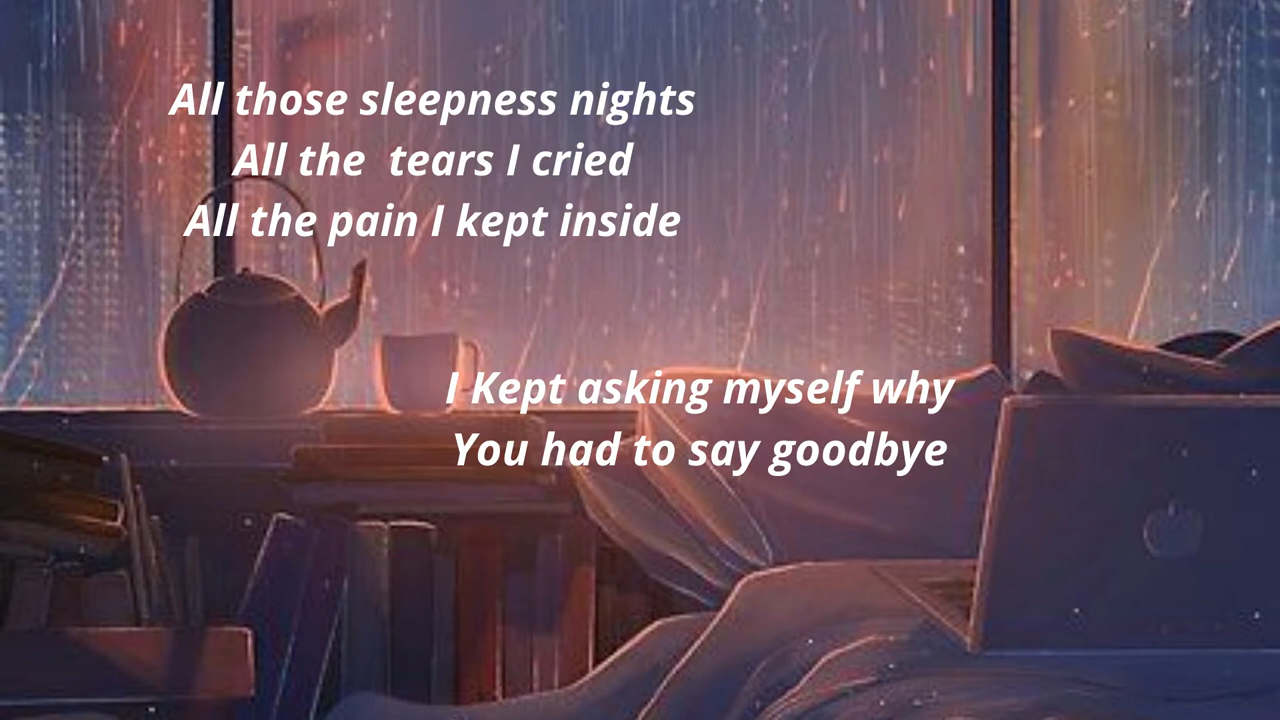 All those sleepness nights
All the  tears I cried
All the pain I kept inside
I Kept asking myself why
You had to say goodbye